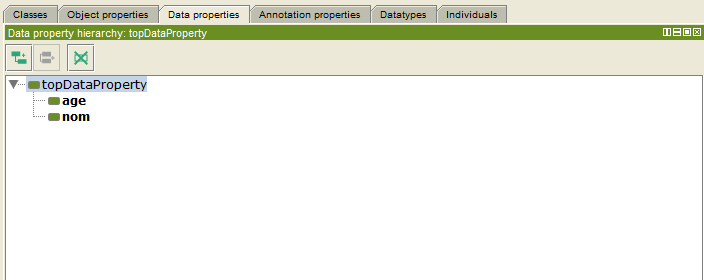 Classes Object properties Data properties Annotation properties Datatypes Individuals
Data property hierarchy: topDataProperty
topDataProperty
age
nom